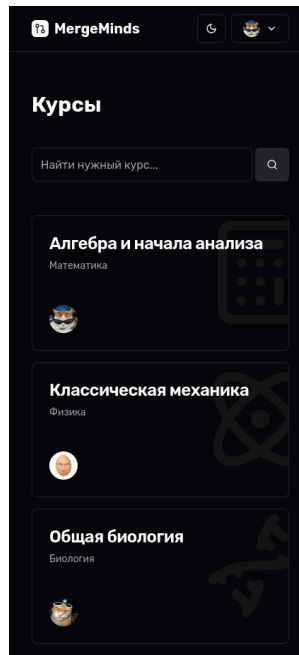 MergeMinds
Курсы
Найти нужный курс...
Алгебра и начала анализа
Математика
Классическая механика
Физика
Общая биология
Биология